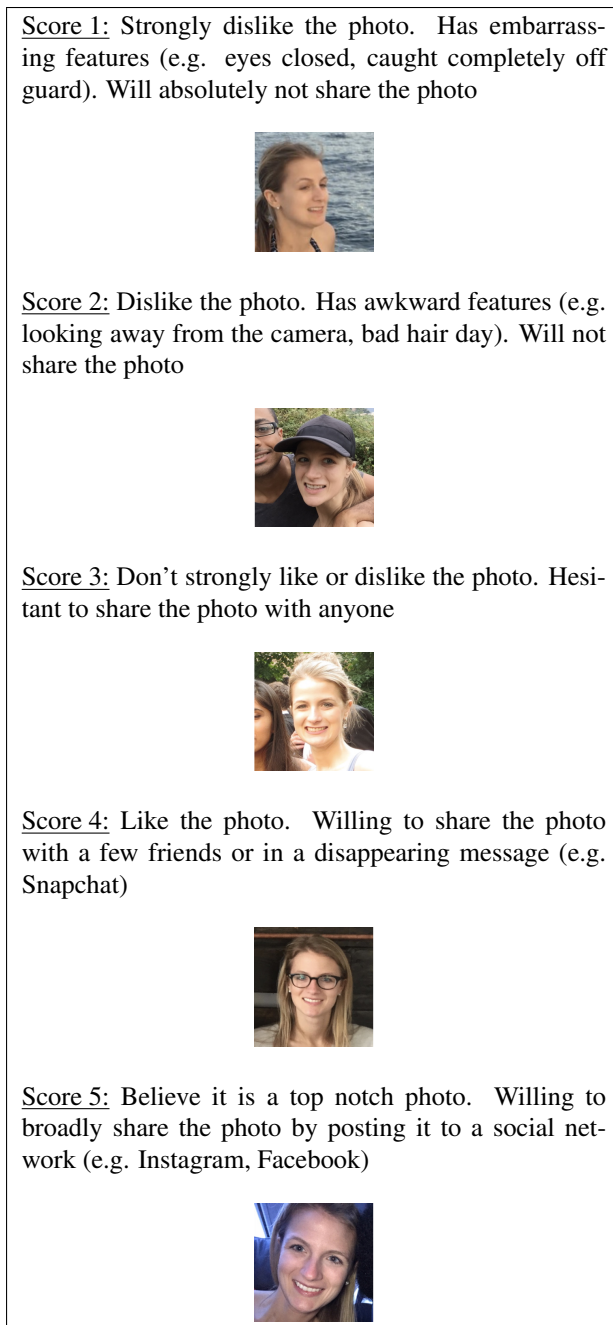 Score 1: Strongly dislike the photo. Has embarrass-
ing features (e.g. eyes closed, caught completely off
guard). Will absolutely not share the photo
Score 2: Dislike the photo. Has awkward features (e.g.
looking away from the camera, bad hair day). Will not
share the photo
Score 3: Don't strongly like or dislike the photo. Hesi-
tant to share the photo with anyone
Score 4: Like the photo. Willing to share the photo
with a few friends or in a disappearing message (e.g.
Snapchat)
Score 5: Believe it is a top notch photo. Willing to
broadly share the photo by posting it to a social net-
work (e.g. Instagram, Facebook)